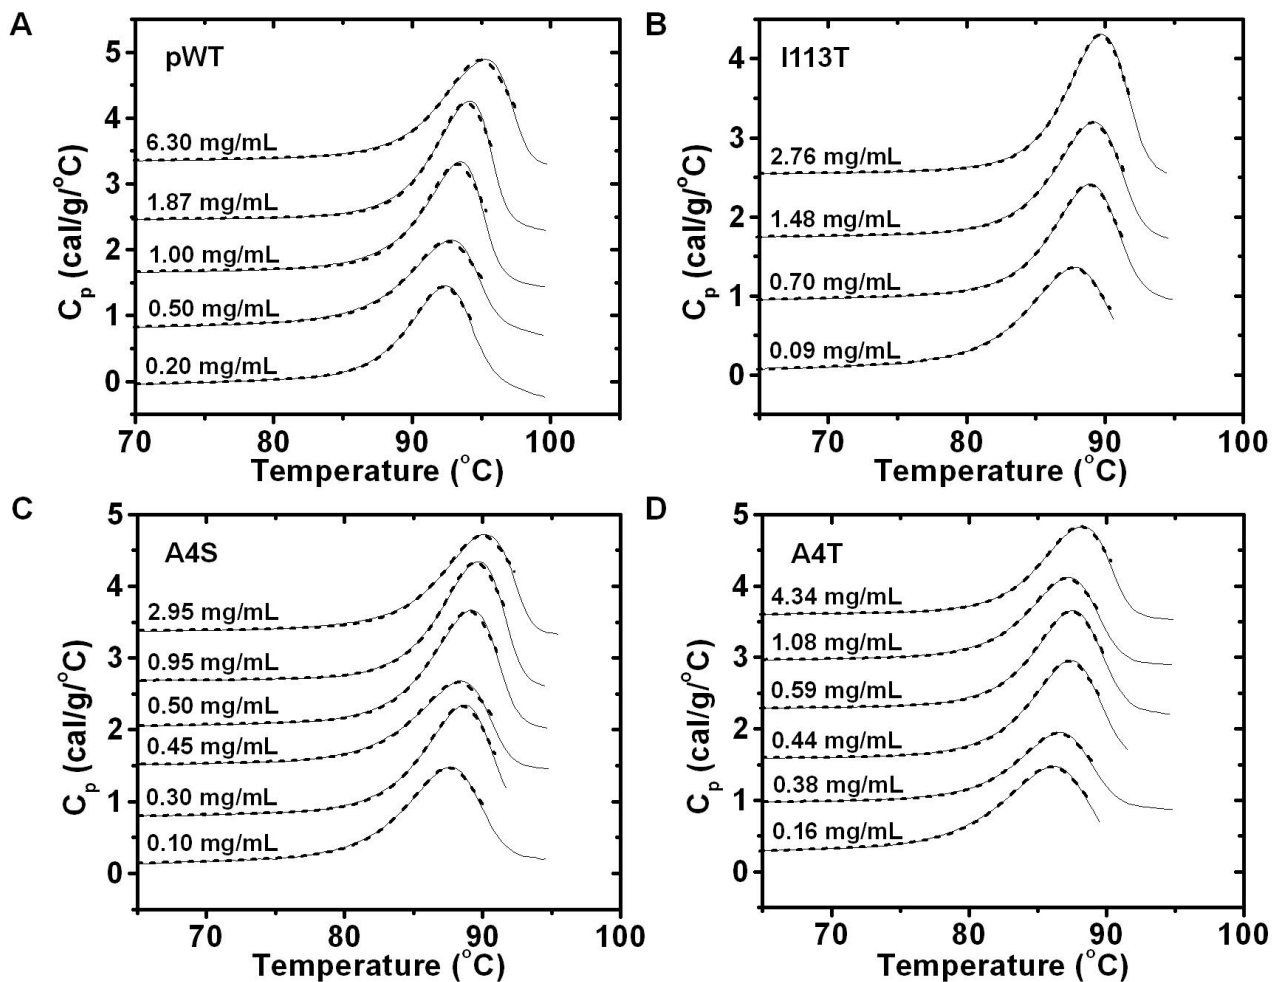 A
pWT
5
4
3
2
1
0
6.30 mg/mL
1.87 mg/mL
1.00 mg/mL
0.50 mg/mL
0.20 mg/mL
Cp (cal/g/°C)
70 80 90 100
Temperature (°C)
B
I113T
4
3
2
1
0
2.76 mg/mL
1.48 mg/mL
0.70 mg/mL
0.09 mg/mL
Cp (cal/g/°C)
70 80 90 100
Temperature (°C)
C
A4S
5
4
3
2
1
0
2.95 mg/mL
0.95 mg/mL
0.50 mg/mL
0.45 mg/mL
0.30 mg/mL
0.10 mg/mL
Cp (cal/g/°C)
70 80 90 100
Temperature (°C)
D
A4T
5
4
3
2
1
0
4.34 mg/mL
1.08 mg/mL
0.59 mg/mL
0.44 mg/mL
0.38 mg/mL
0.16 mg/mL
Cp (cal/g/°C)
70 80 90 100
Temperature (°C)